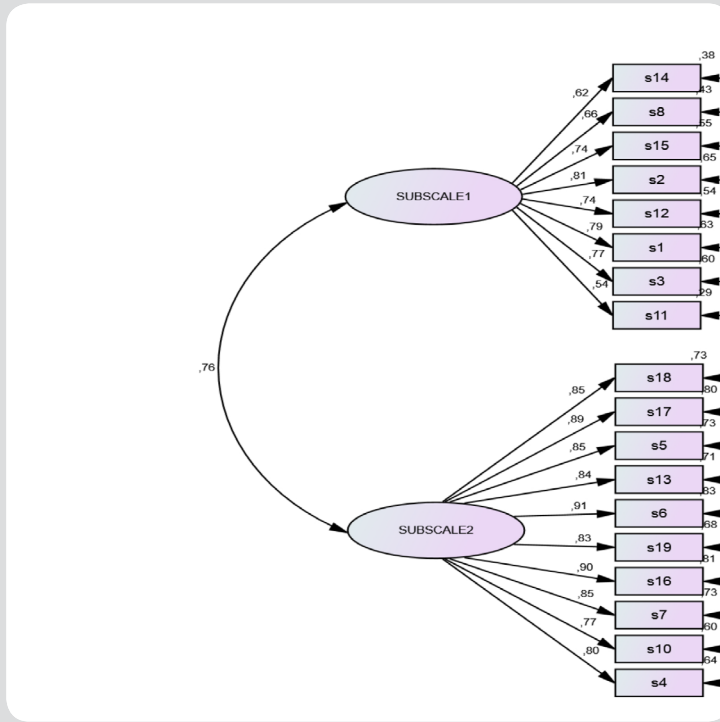 ,38
s14
,62
,43
s8
,66
,55
s15
,74
,65
s2
,81
,54
SUBSCALE1
s12
,74
,63
s1
,79
,60
s3
,77
,29
s11
,54
,76
,73
s18
,85
,80
s17
,89
,73
s5
,85
,71
s13
,84
,83
s6
,91
,68
SUBSCALE2
s19
,83
,81
s16
,90
,73
s7
,85
,60
s10
,77
,64
s4
,80